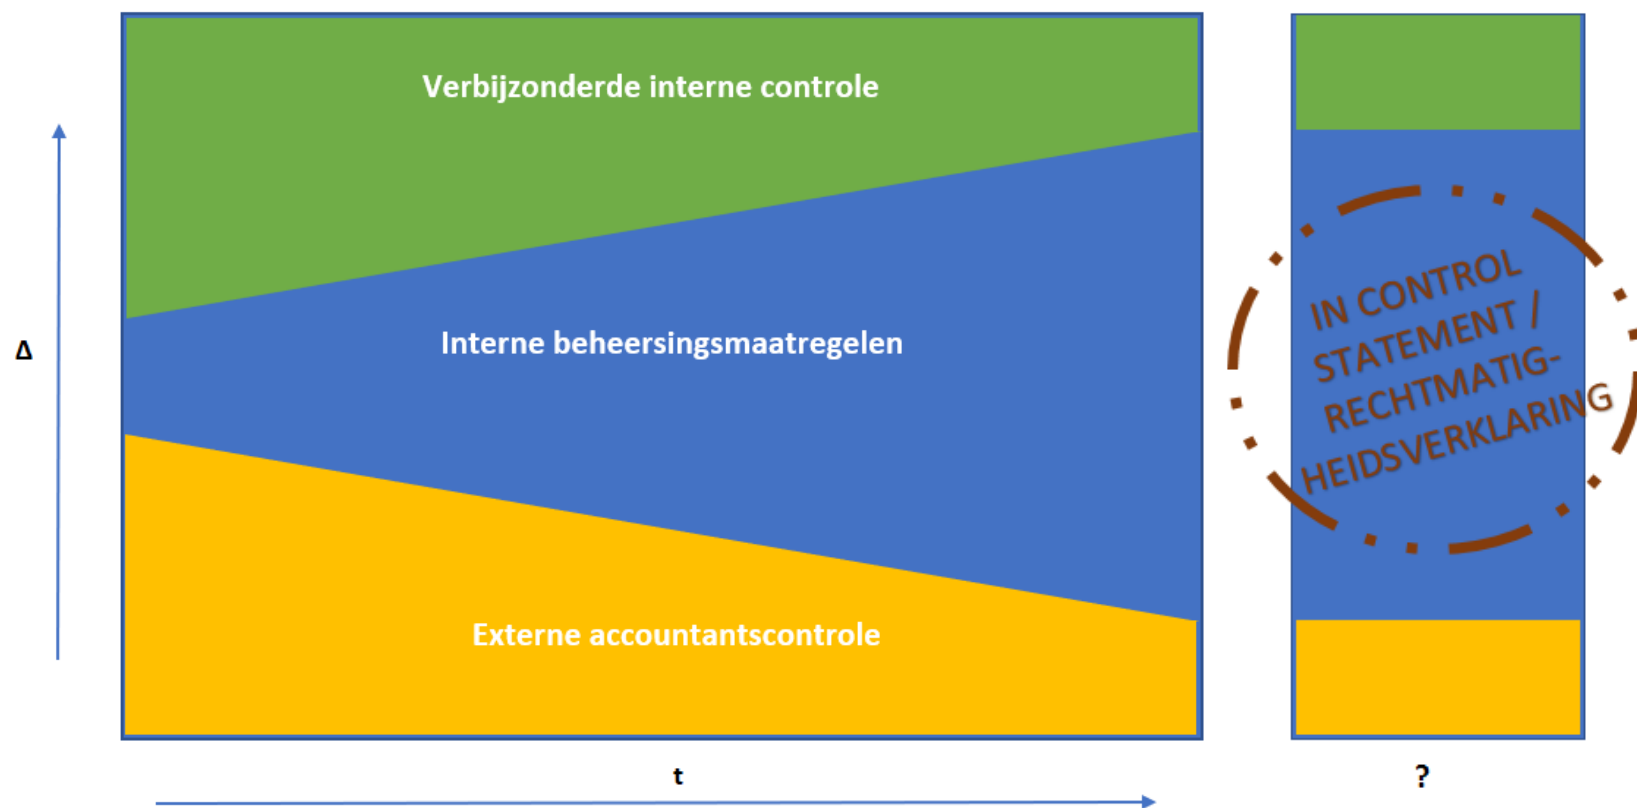 Verbijzonderde interne controle
Δ
Interne beheersingsmaatregelen
Externe accountantscontrole
t
IN CONTROL
STATEMENT /
RECHTMATIG-
HEIDSVERKLARING
?